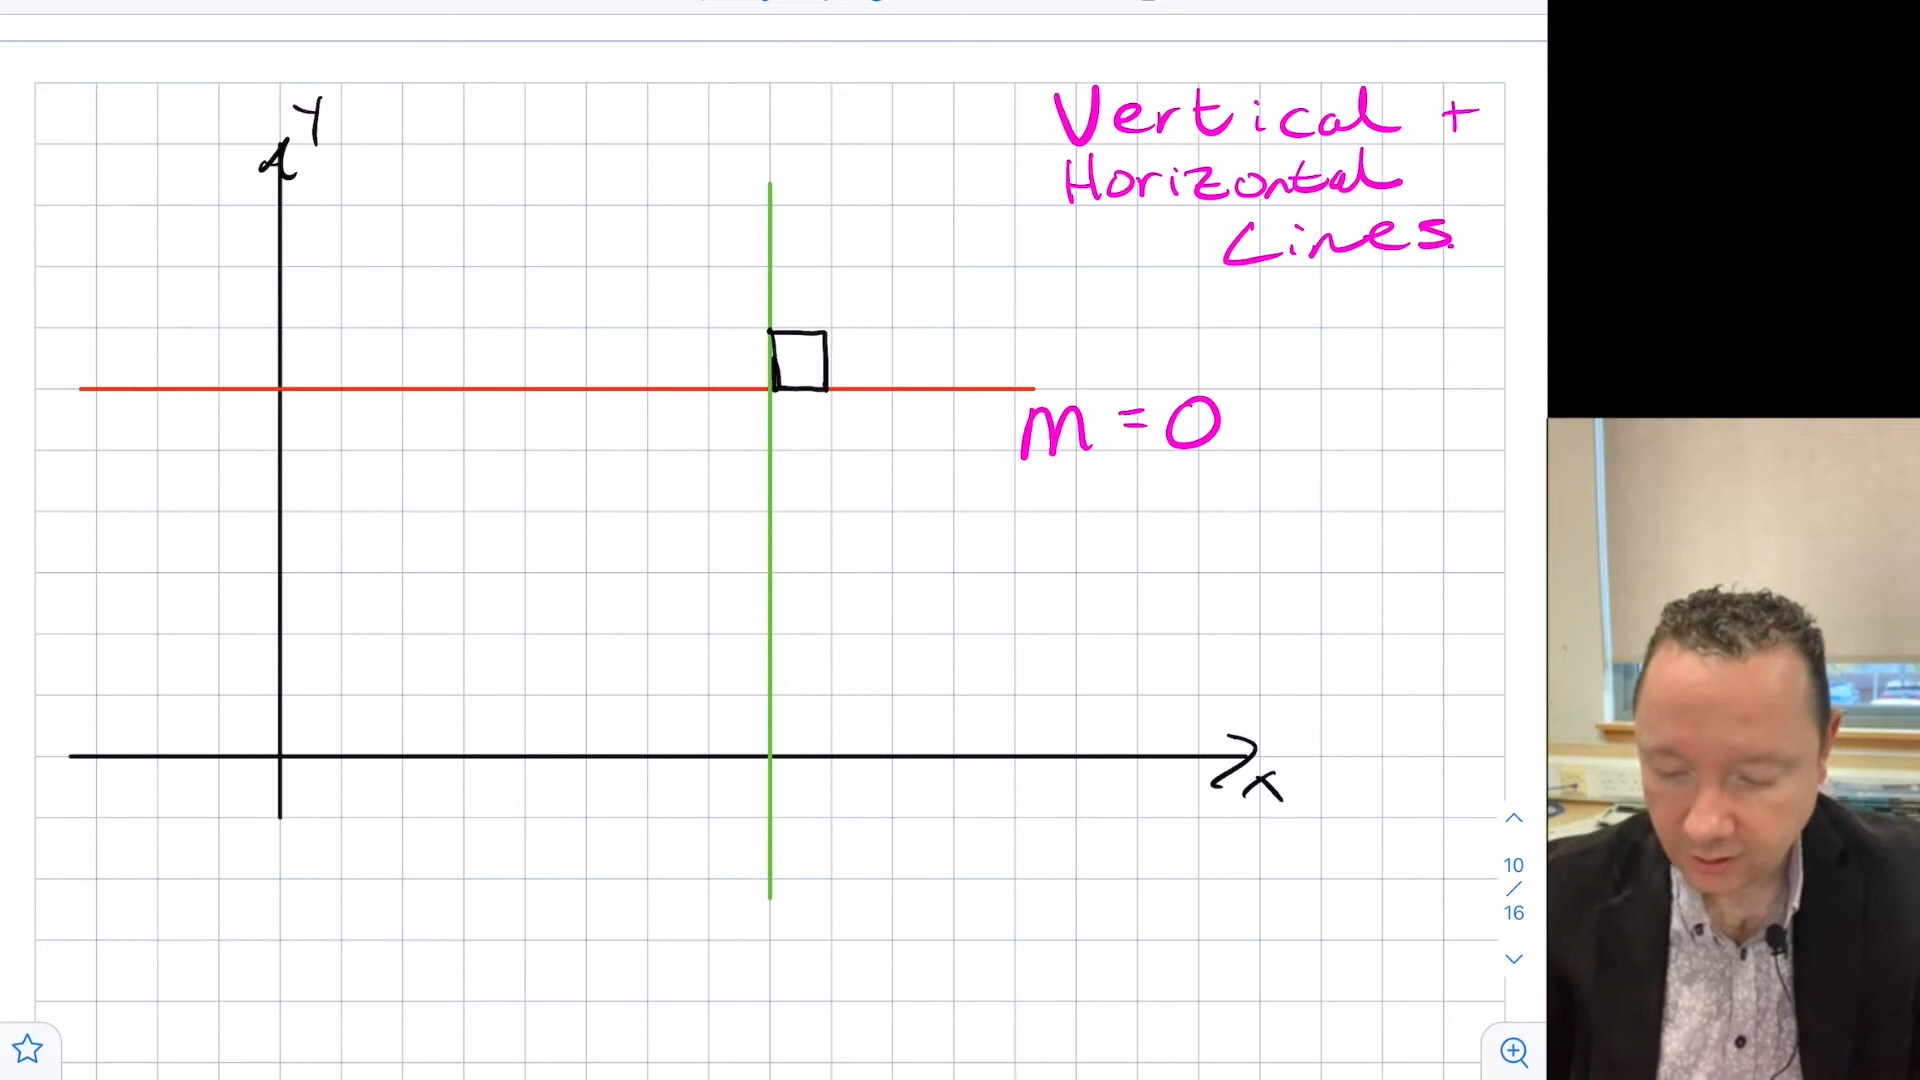 Y
Vertical +
Horizontal
Lines.
m = 0
x
10
/
16